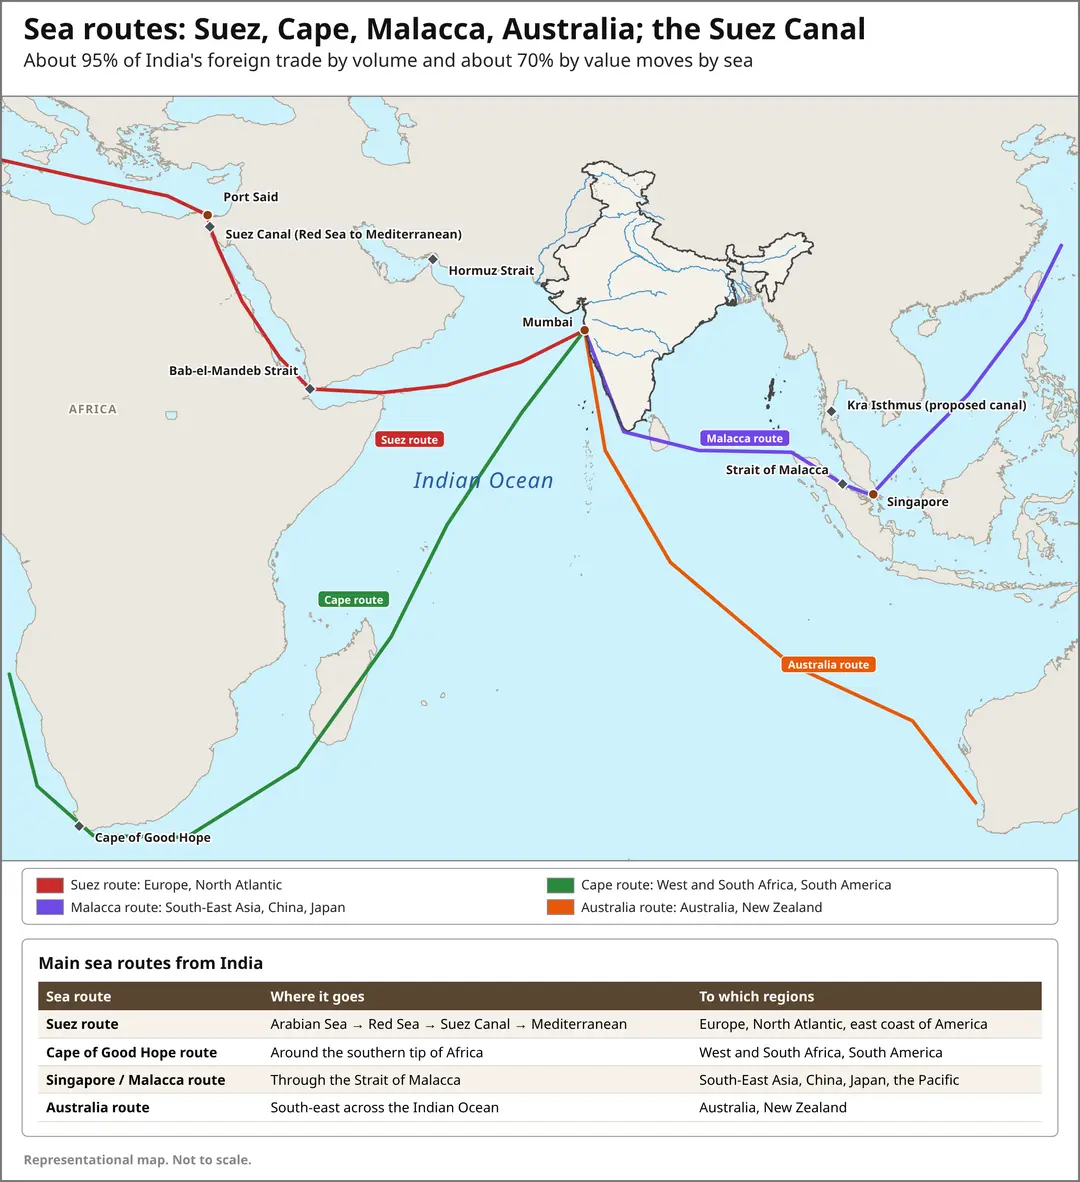 Sea routes: Suez, Cape, Malacca, Australia; the Suez Canal
About 95% of India's foreign trade by volume and about 70% by value moves by sea
Port Said
Suez Canal (Red Sea to Mediterranean)
Hormuz Strait
Mumbai
Bab-el-Mandeb Strait
AFRICA
Kra Isthmus (proposed canal)
Suez route
Malacca route
Strait of Malacca
Indian Ocean
Singapore
Cape route
Australia route
Cape of Good Hope
Suez route: Europe, North Atlantic
Cape route: West and South Africa, South America
Malacca route: South-East Asia, China, Japan
Australia route: Australia, New Zealand
Main sea routes from India
Sea route Where it goes To which regions
Suez route Arabian Sea → Red Sea → Suez Canal → Mediterranean Europe, North Atlantic, east coast of America
Cape of Good Hope route Around the southern tip of Africa West and South Africa, South America
Singapore / Malacca route Through the Strait of Malacca South-East Asia, China, Japan, the Pacific
Australia route South-east across the Indian Ocean Australia, New Zealand
Representational map. Not to scale.